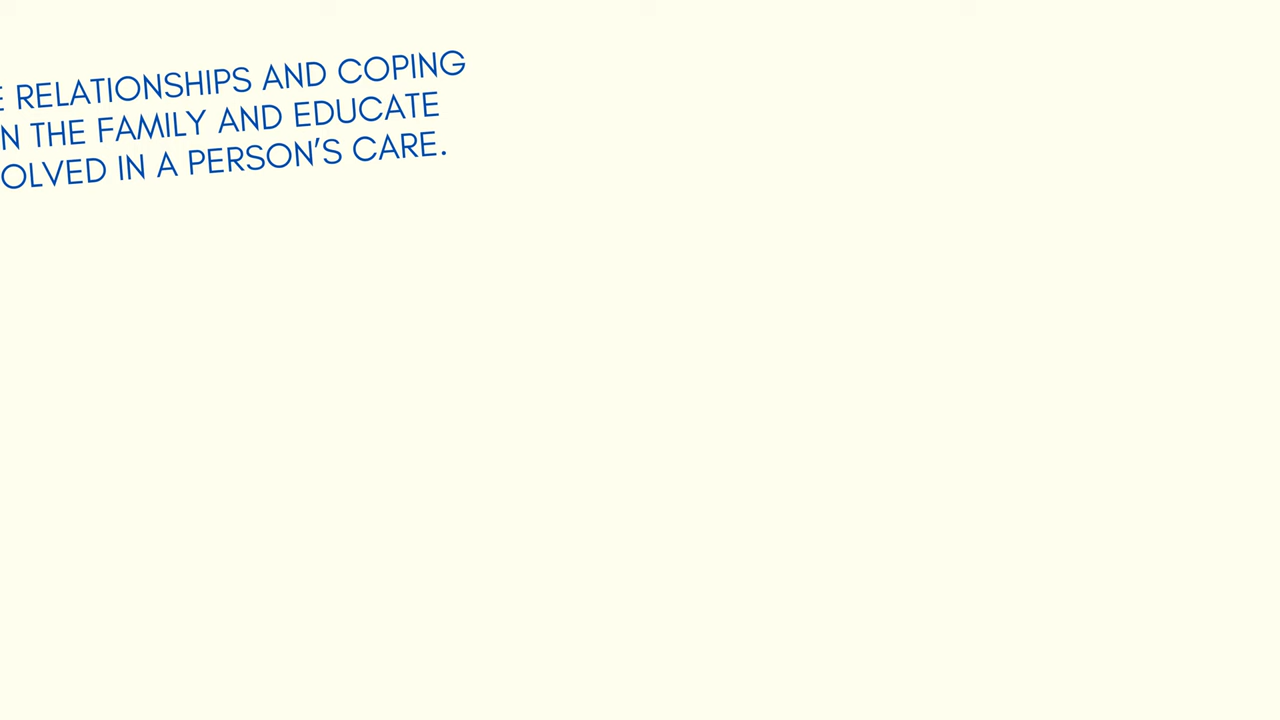 RELATIONSHIPS AND COPING
THE FAMILY AND EDUCATE
IN A PERSON’S CARE.